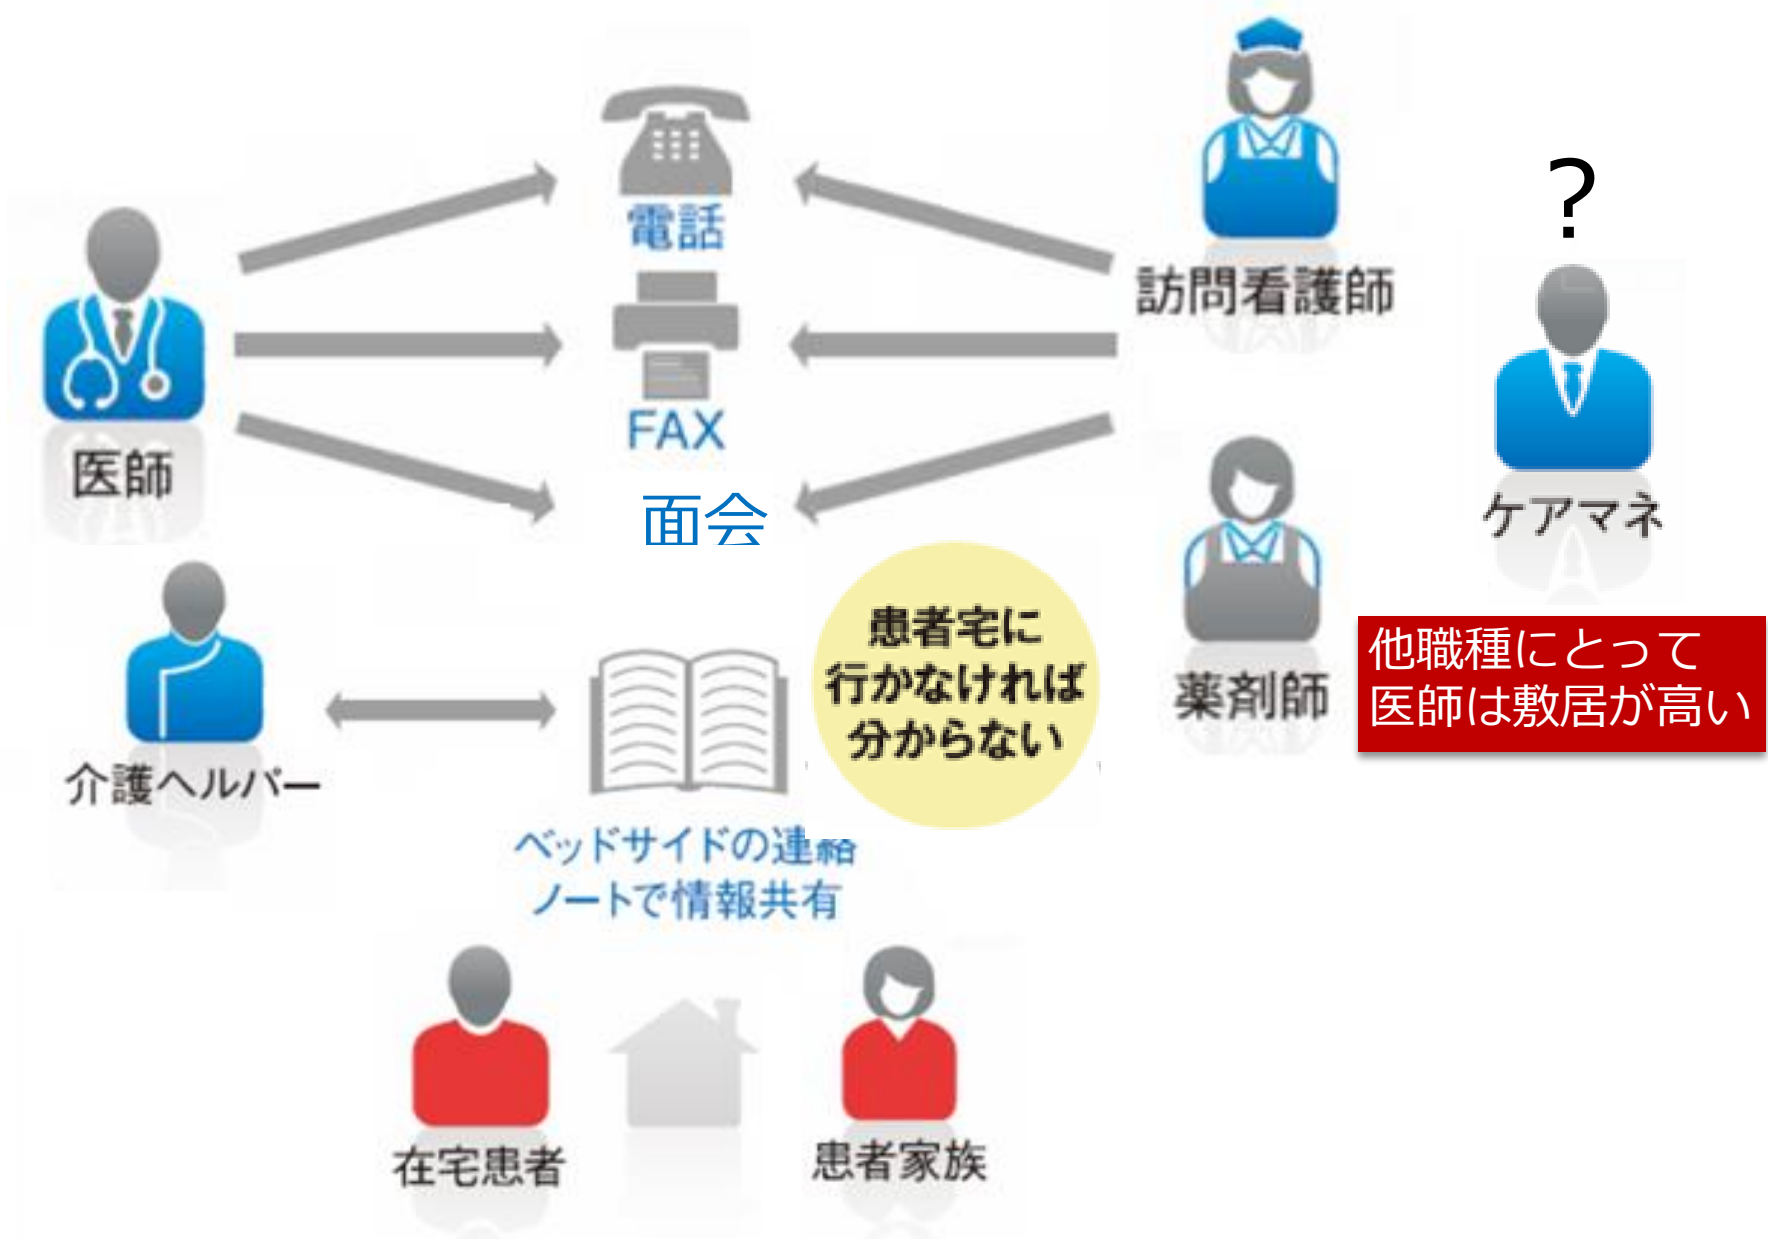 電話
?
訪問看護師
FAX
医師
面会
ケアマネ
患者宅に
行かなければ
分からない
他職種にとって
医師は敷居が高い
薬剤師
介護ヘルパー
ベッドサイドの連絡
ノートで情報共有
在宅患者
患者家族